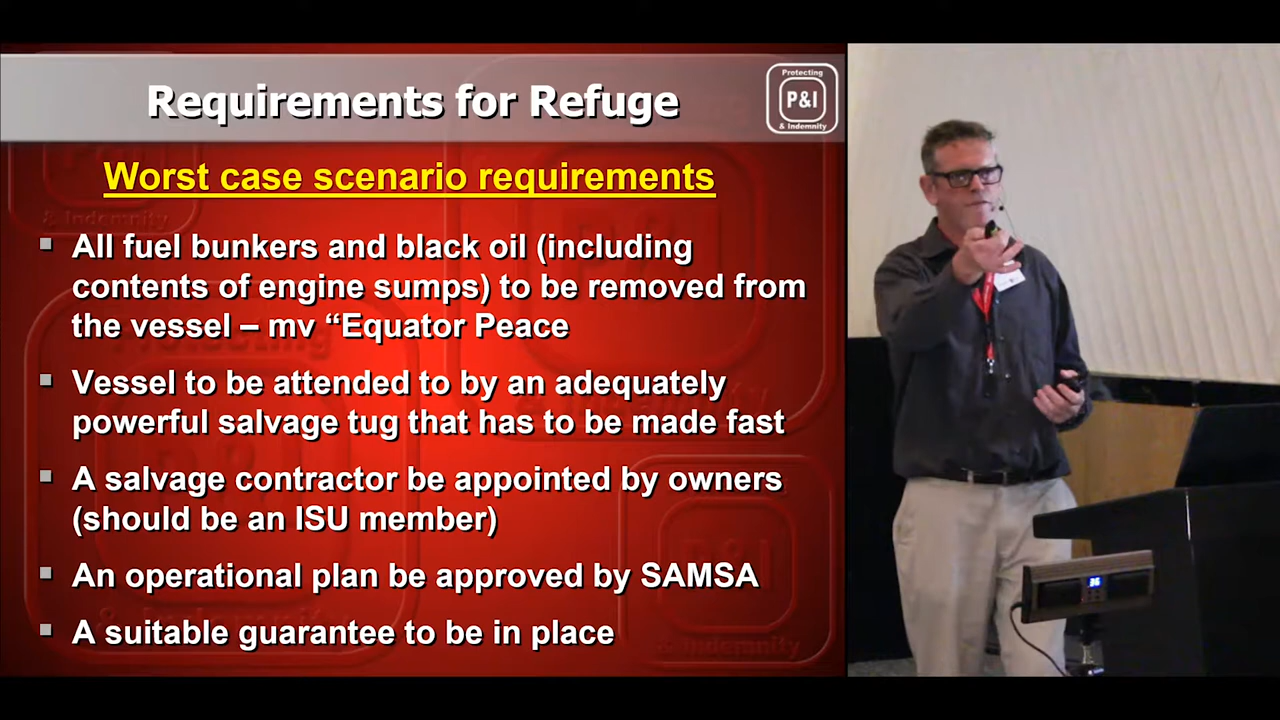 Requirements for Refuge
Protecting
P&I
& Indemnity
Worst case scenario requirements
All fuel bunkers and black oil (including
contents of engine sumps) to be removed from
the vessel – mv “Equator Peace
Vessel to be attended to by an adequately
powerful salvage tug that has to be made fast
A salvage contractor be appointed by owners
(should be an ISU member)
An operational plan be approved by SAMSA
A suitable guarantee to be in place